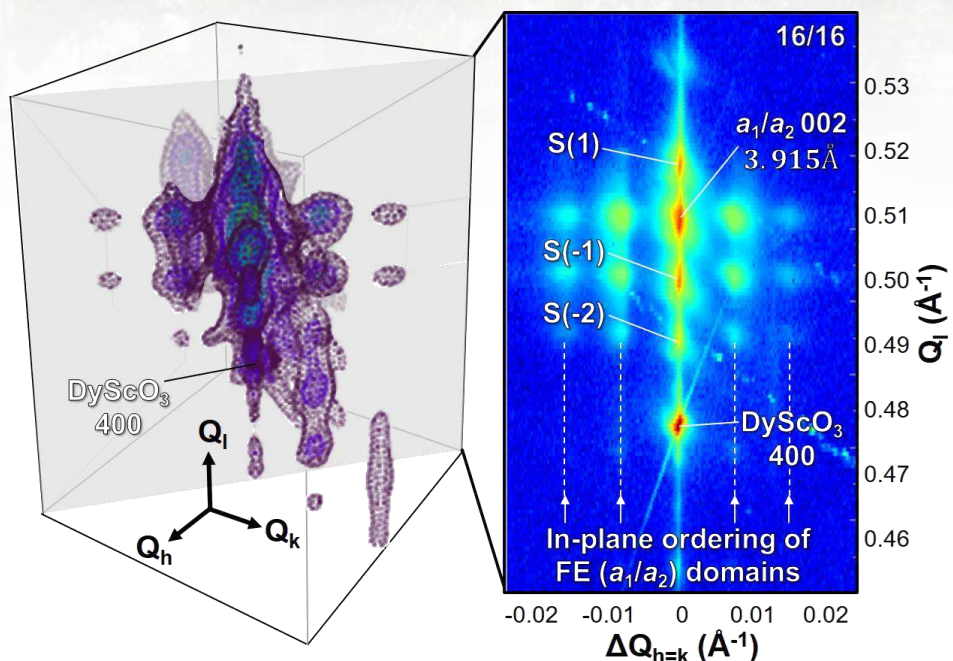 DyScO₃
400
Qₗ
Qₕ
Qₖ
16/16
a₁/a₂ 002
3.915Å
S(1)
S(-1)
S(-2)
DyScO₃
400
In-plane ordering of
FE (a₁/a₂) domains
0.53
0.52
0.51
0.50
0.49
0.48
0.47
0.46
Qₗ (Å⁻¹)
-0.02
-0.01
0
0.01
0.02
ΔQₕ₌ₖ (Å⁻¹)